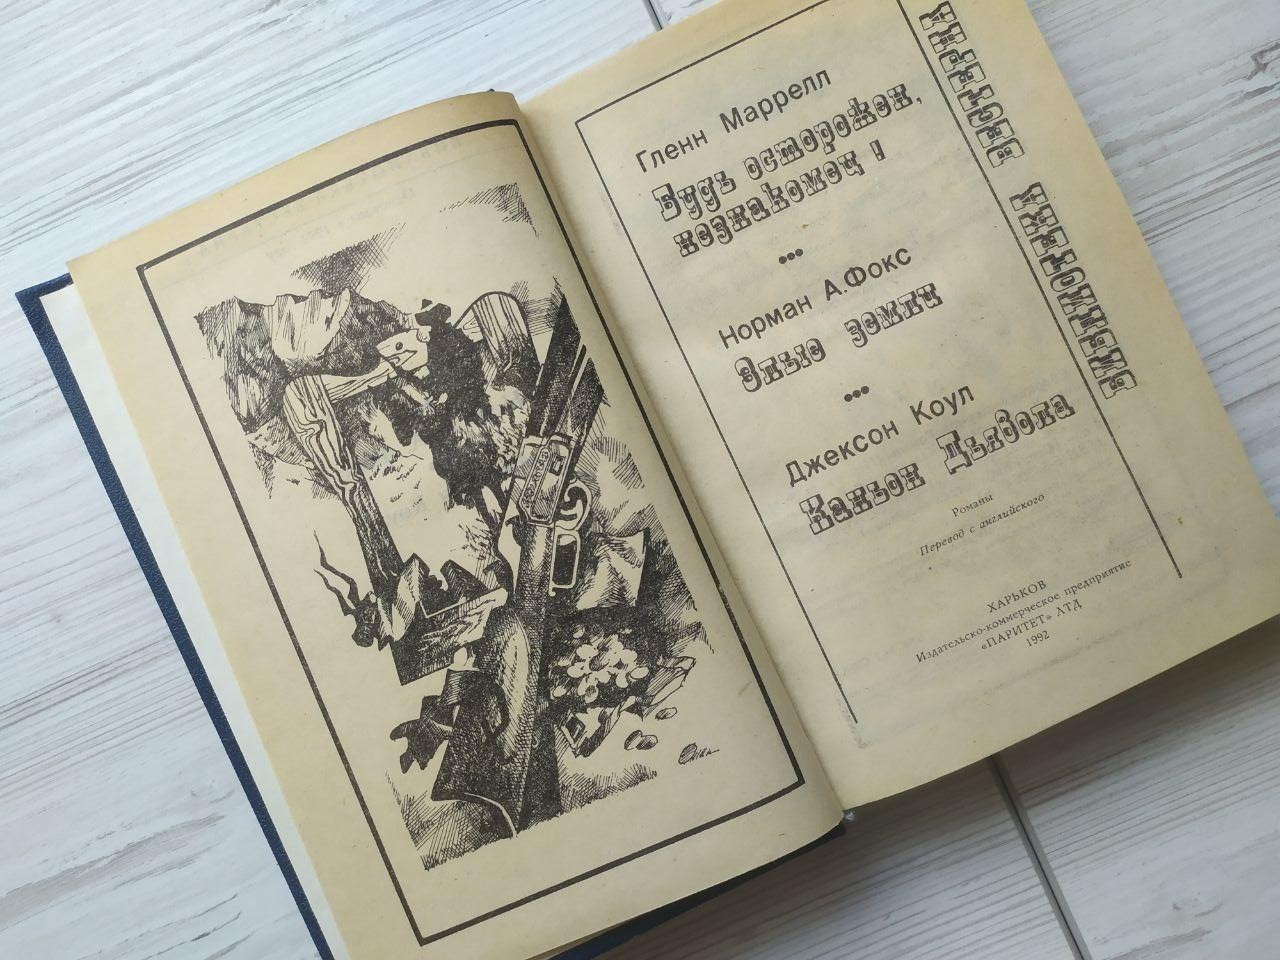 Гленн Маррелл
Будь осторожен,
незнакомец!
•••
Норман А.Фокс
Злые земли
•••
Джексон Коул
Каньон Дьявола
Романы
Перевод с английского
ХАРЬКОВ
Издательско-коммерческое предприятие
«ПАРИТЕТ» ЛТД
1992
БИБЛИОТЕКА ВЕСТЕРНА